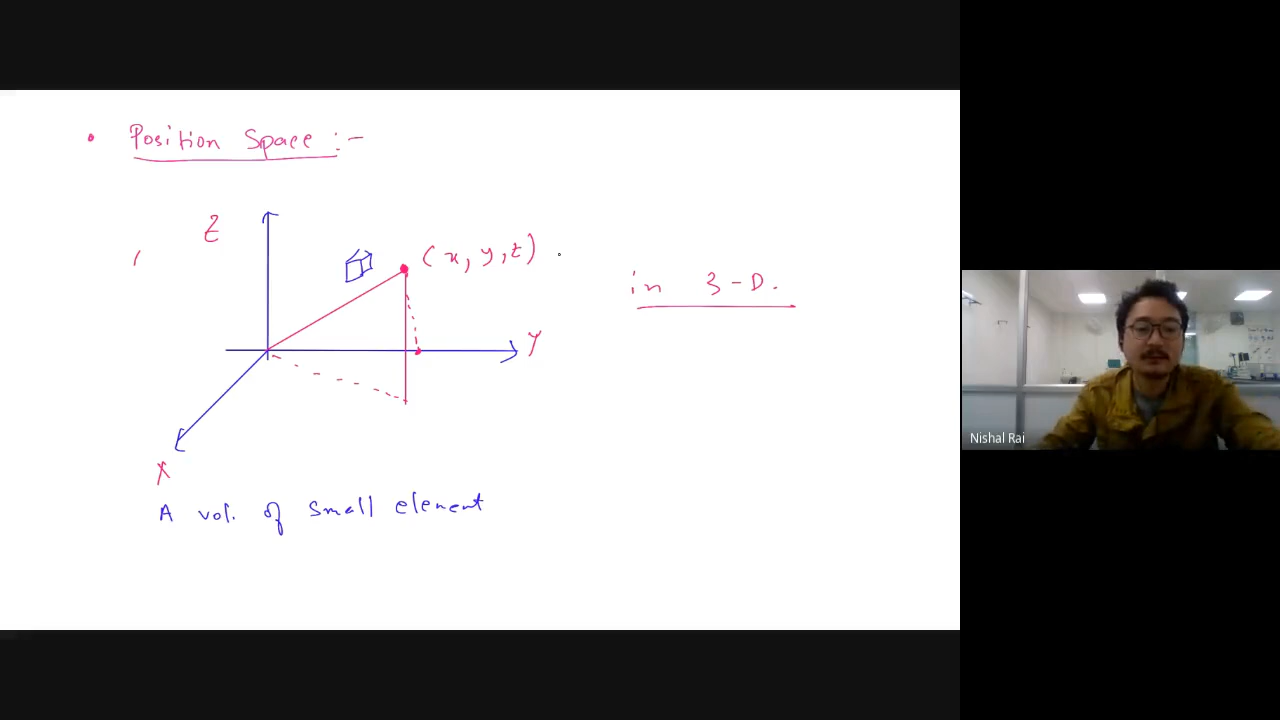 • Position Space :-
Z
(x, y, z)
in 3-D.
Y
X
A vol. of small element
Nishal Rai